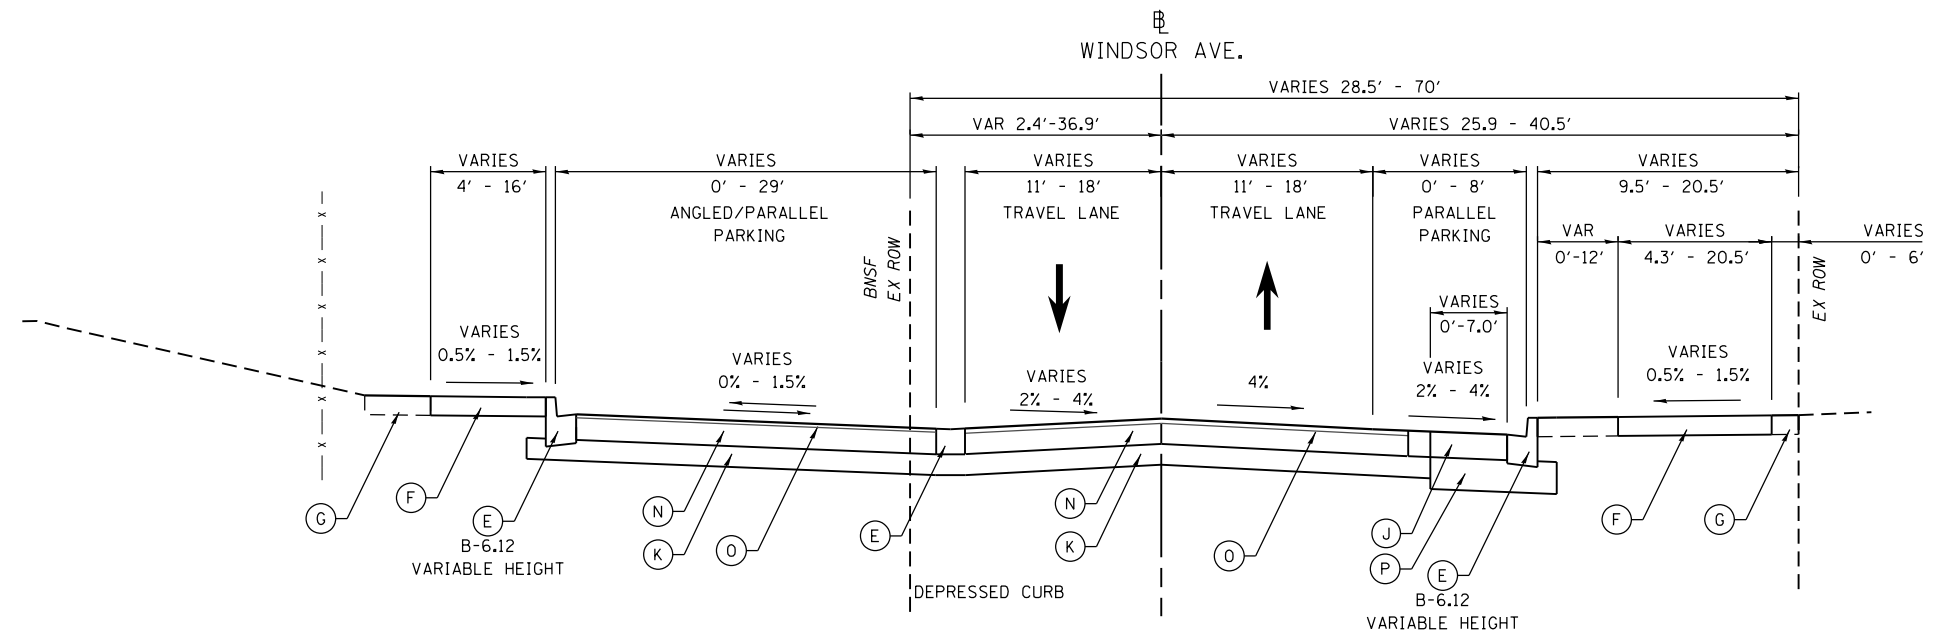 BL
WINDSOR AVE.
VARIES 28.5' - 70'
VAR 2.4'-36.9'
VARIES 25.9 - 40.5'
VARIES
4' - 16'
VARIES
0' - 29'
ANGLED/PARALLEL
PARKING
VARIES
11' - 18'
TRAVEL LANE
VARIES
11' - 18'
TRAVEL LANE
VARIES
0' - 8'
PARALLEL
PARKING
VARIES
9.5' - 20.5'
VAR
0'-12'
VARIES
4.3' - 20.5'
VARIES
0' - 6'
BNSF
EX ROW
EX ROW
VARIES
0'-7.0'
VARIES
0.5% - 1.5%
VARIES
0% - 1.5%
VARIES
2% - 4%
4%
VARIES
2% - 4%
VARIES
0.5% - 1.5%
x
x
x
x
x
x
G
F
E
B-6.12
VARIABLE HEIGHT
N
K
O
E
DEPRESSED CURB
N
K
O
J
P
E
B-6.12
VARIABLE HEIGHT
F
G